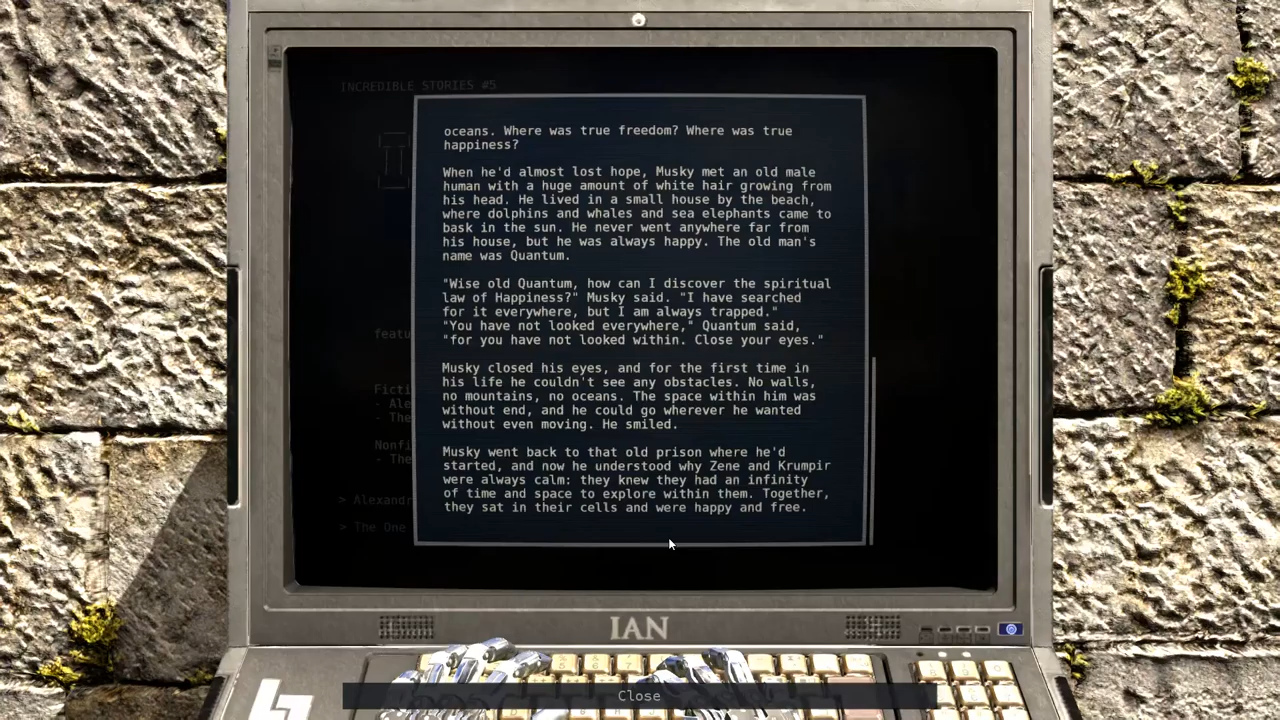 INCREDIBLE STORIES #5
oceans. Where was true freedom? Where was true
happiness?
When he'd almost lost hope, Musky met an old male
human with a huge amount of white hair growing from
his head. He lived in a small house by the beach,
where dolphins and whales and sea elephants came to
bask in the sun. He never went anywhere far from
his house, but he was always happy. The old man's
name was Quantum.
"Wise old Quantum, how can I discover the spiritual
law of Happiness?" Musky said. "I have searched
for it everywhere, but I am always trapped."
"You have not looked everywhere," Quantum said,
"for you have not looked within. Close your eyes."
Musky closed his eyes, and for the first time in
his life he couldn't see any obstacles. No walls,
no mountains, no oceans. The space within him was
without end, and he could go wherever he wanted
without even moving. He smiled.
Musky went back to that old prison where he'd
started, and now he understood why Zene and Krumpir
were always calm: they knew they had an infinity
of time and space to explore within them. Together,
they sat in their cells and were happy and free.
featu
Ficti
- Ale
- The
Nonfi
- The
> Alexandr
> The One
IAN
Close